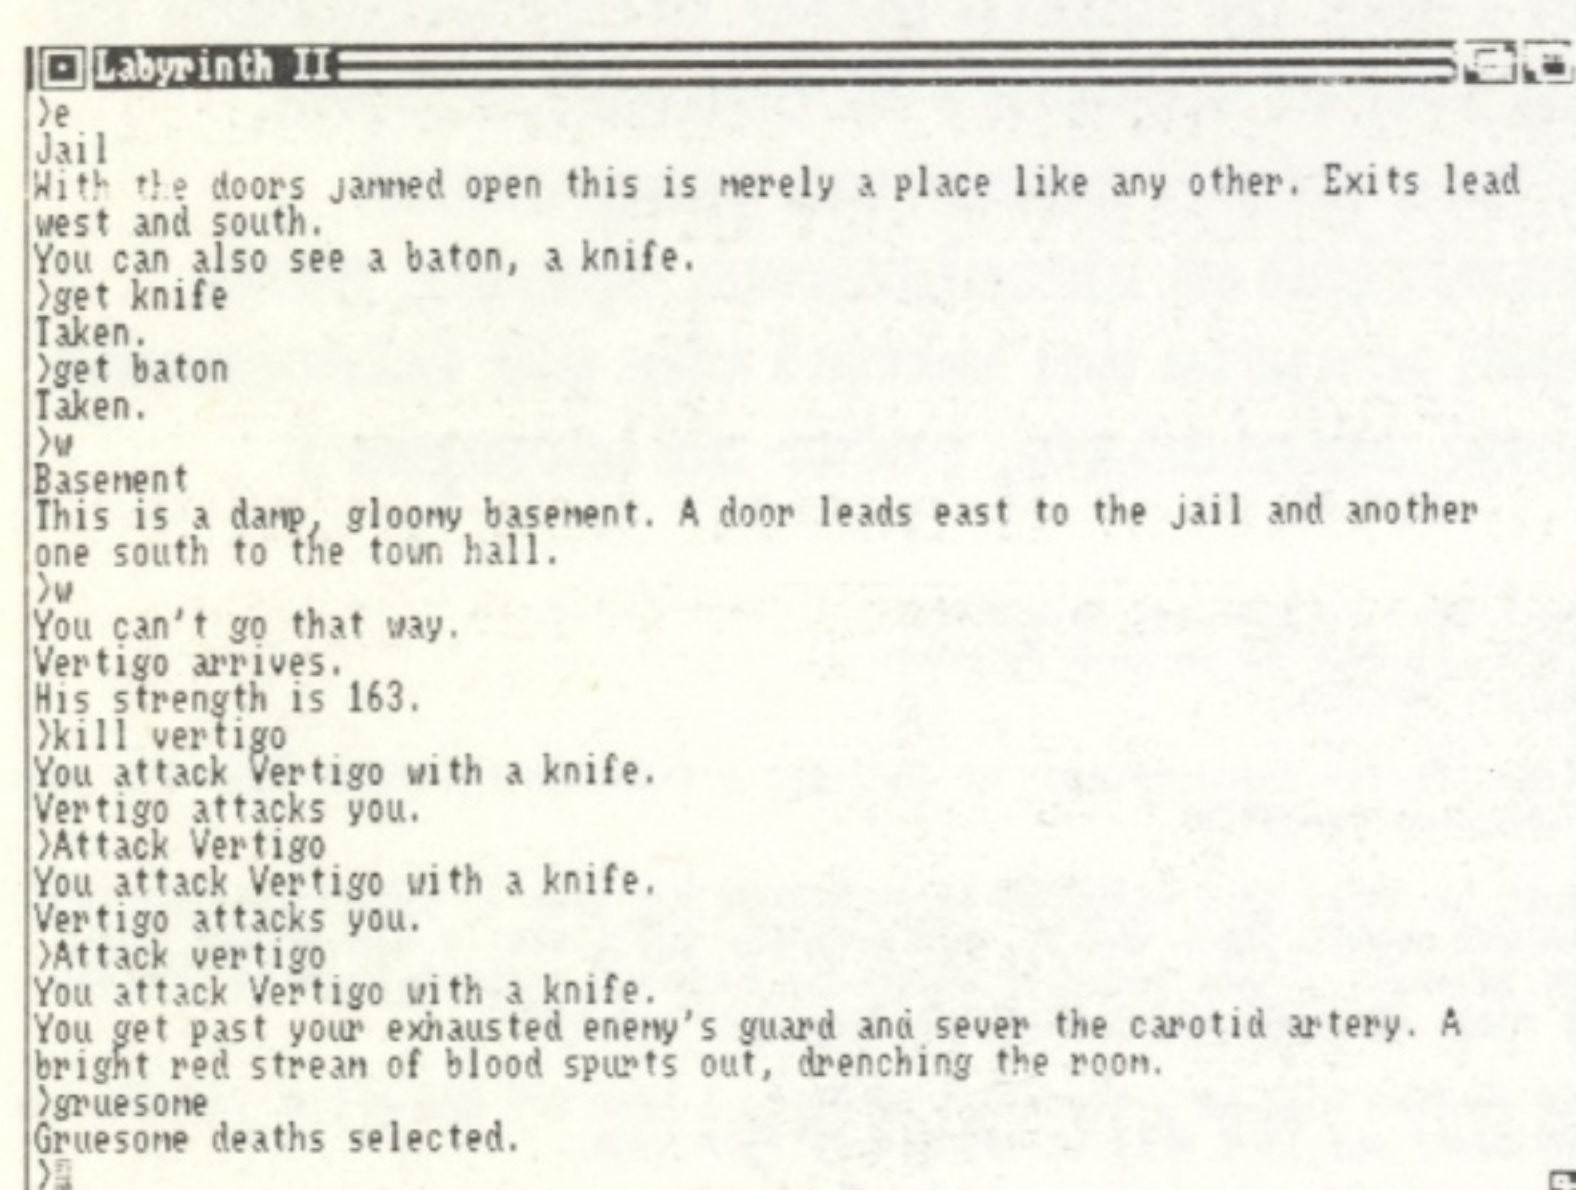 Labyrinth II
>e
Jail
With the doors jammed open this is merely a place like any other. Exits lead
west and south.
You can also see a baton, a knife.
>get knife
Taken.
>get baton
Taken.
>w
Basement
This is a damp, gloomy basement. A door leads east to the jail and another
one south to the town hall.
>w
You can't go that way.
Vertigo arrives.
His strength is 163.
>kill vertigo
You attack Vertigo with a knife.
Vertigo attacks you.
>Attack Vertigo
You attack Vertigo with a knife.
Vertigo attacks you.
>Attack vertigo
You attack Vertigo with a knife.
You get past your exhausted enemy's guard and sever the carotid artery. A
bright red stream of blood spurts out, drenching the room.
>gruesome
Gruesome deaths selected.
>